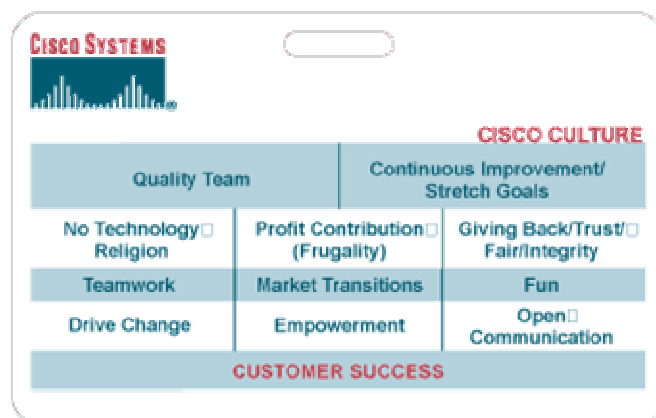 CISCO SYSTEMS
®
CISCO CULTURE
Quality Team
Continuous Improvement/
Stretch Goals
No Technology□
Religion
Profit Contribution□
(Frugality)
Giving Back/Trust/□
Fair/Integrity
Teamwork
Market Transitions
Fun
Drive Change
Empowerment
Open□
Communication
CUSTOMER SUCCESS